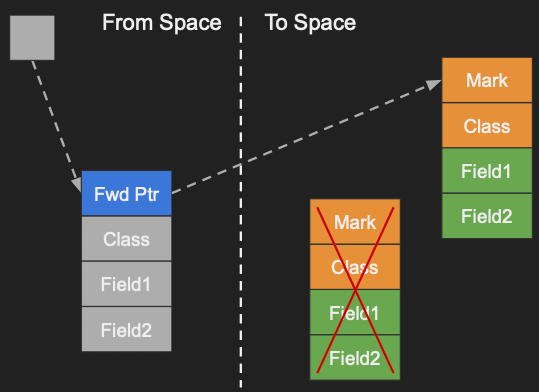 From Space
To Space
Fwd Ptr
Class
Field1
Field2
Mark
Class
Field1
Field2
Mark
Class
Field1
Field2